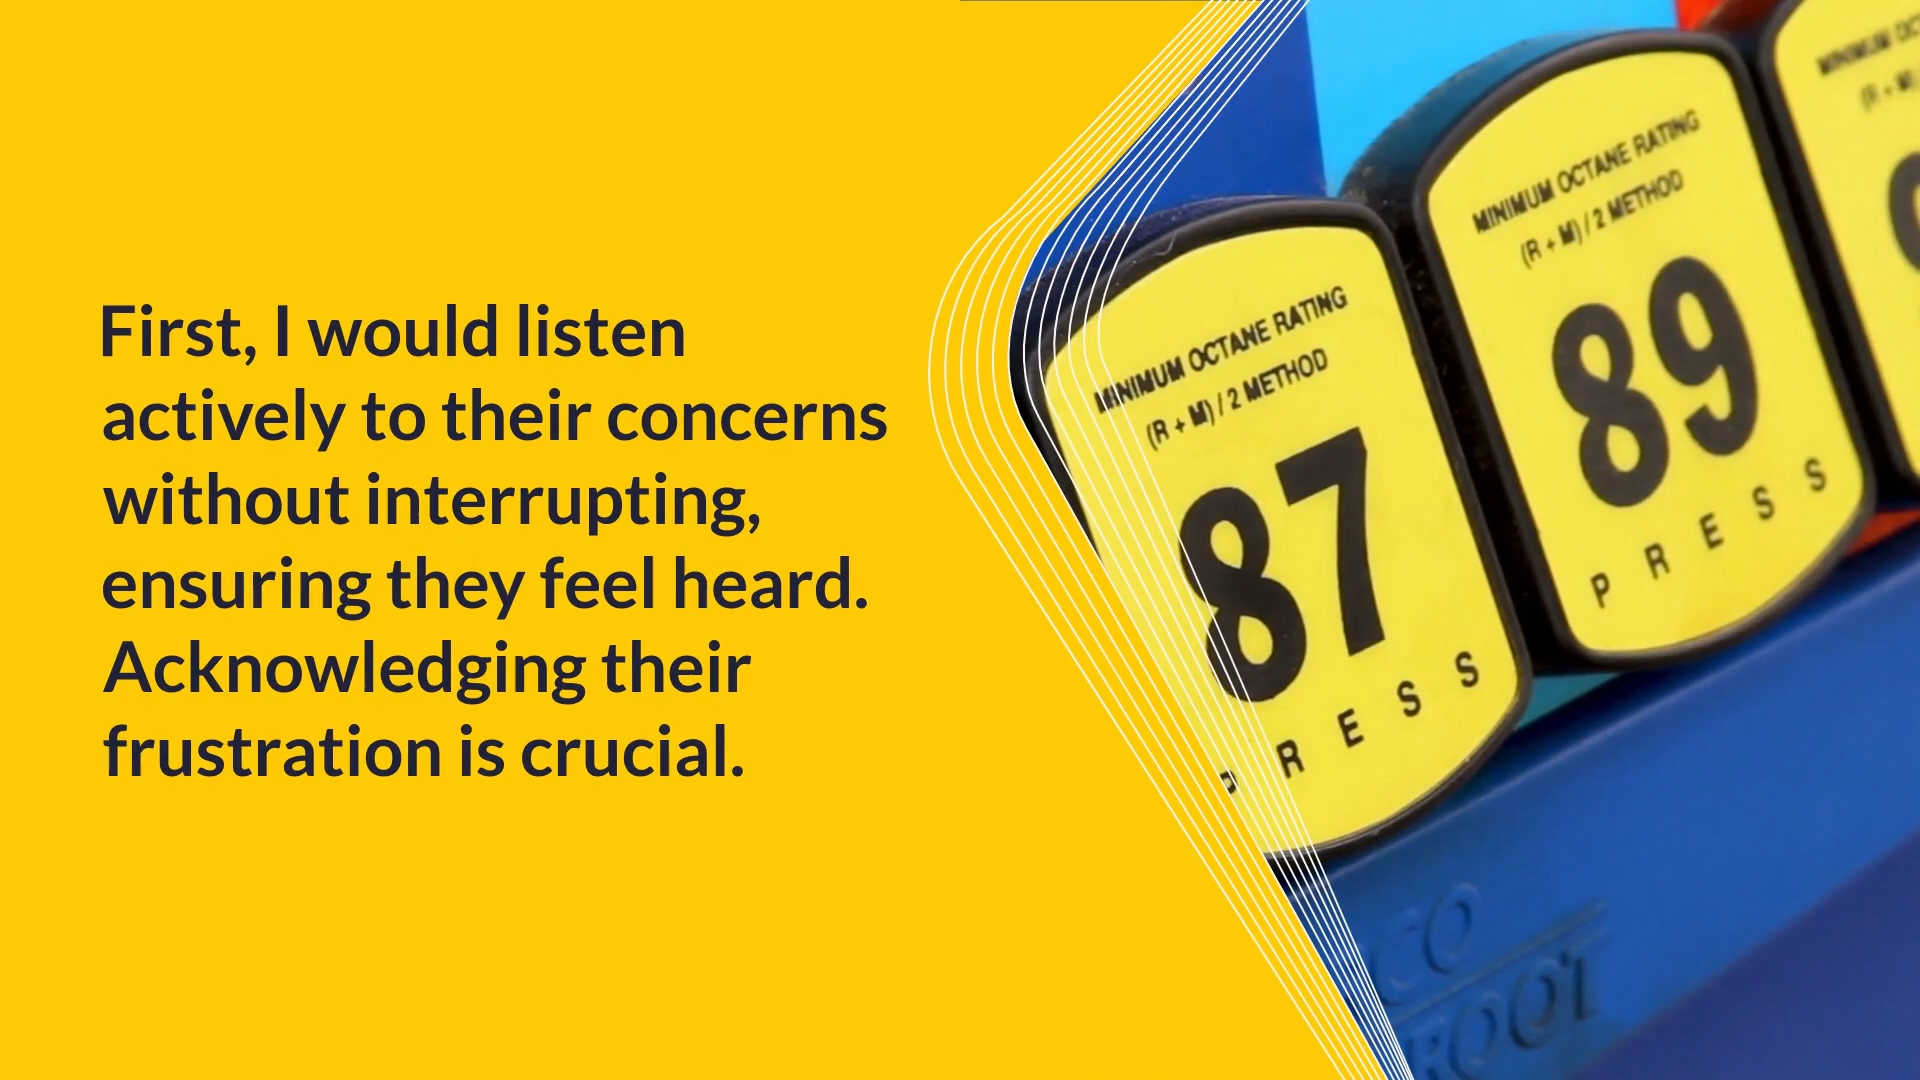 First, I would listen
actively to their concerns
without interrupting,
ensuring they feel heard.
Acknowledging their
frustration is crucial.
MINIMUM OCTANE RATING
(R + M) / 2 METHOD
87
PRESS
MINIMUM OCTANE RATING
(R + M) / 2 METHOD
89
PRESS
MINIMUM